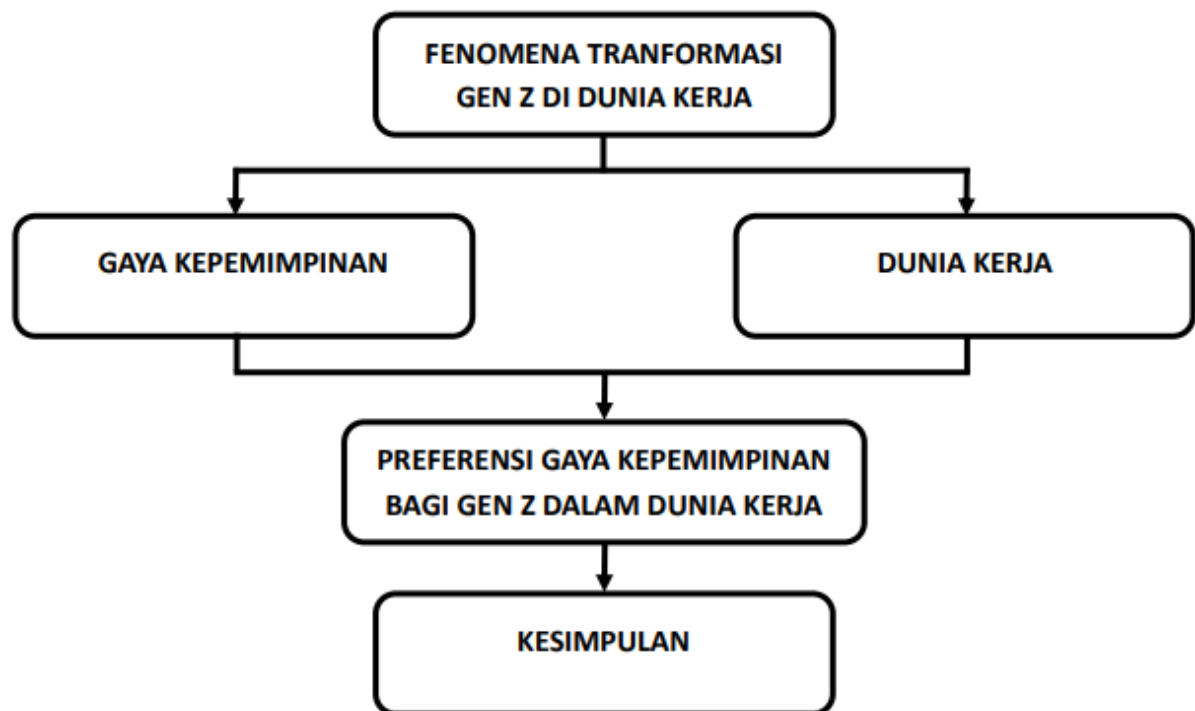 FENOMENA TRANFORMASI
GEN Z DI DUNIA KERJA
GAYA KEPEMIMPINAN
DUNIA KERJA
PREFERENSI GAYA KEPEMIMPINAN
BAGI GEN Z DALAM DUNIA KERJA
KESIMPULAN